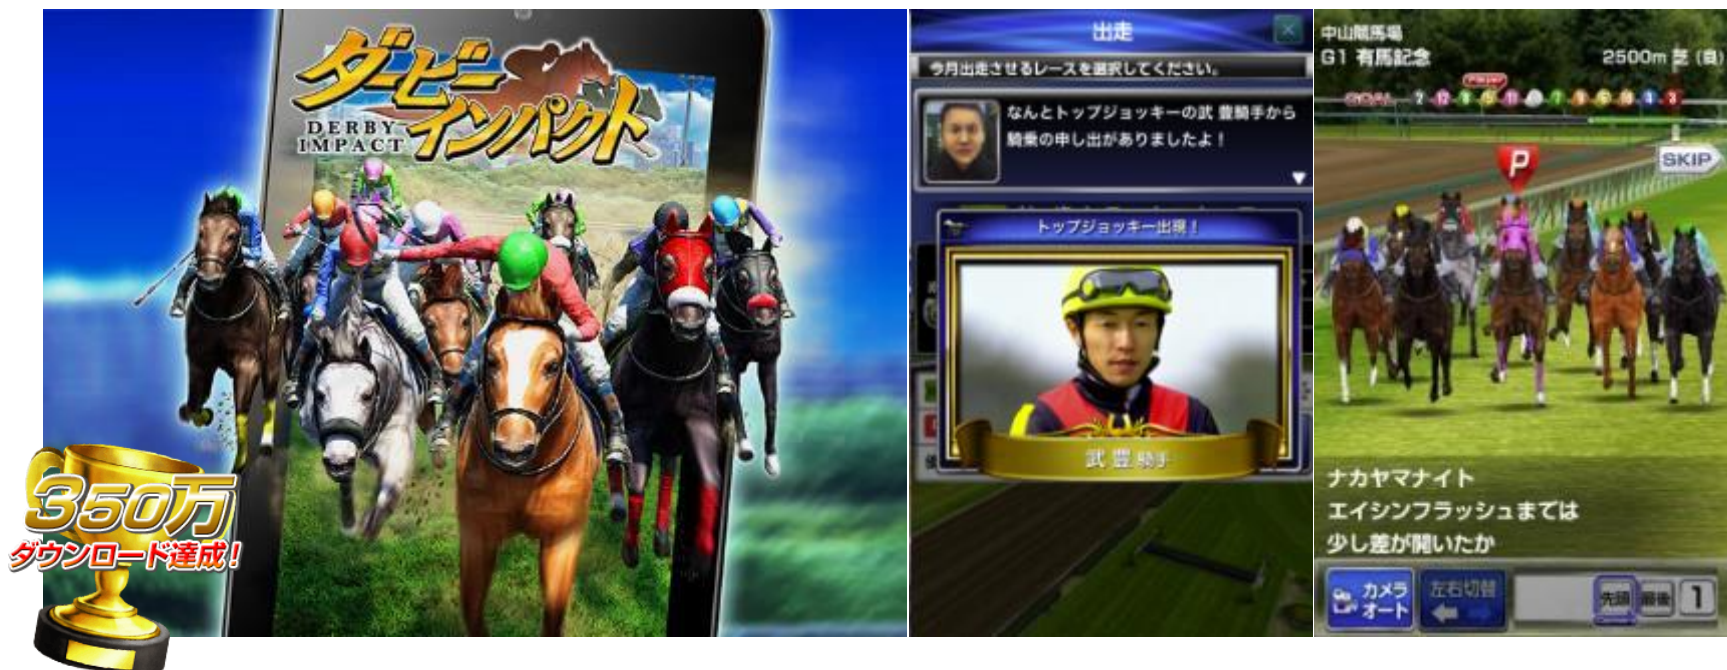 ダービー
インパクト
DERBY
IMPACT
350万
ダウンロード達成!
出走
今月出走させるレースを選択してください。
なんとトップジョッキーの武 豊騎手から
騎乗の申し出がありましたよ!
トップジョッキー出現!
武 豊 騎手
中山競馬場
G1 有馬記念
2500m 芝 (良)
Player
GOAL
P
SKIP
ナカヤマナイト
エイシンフラッシュまでは
少し差が開いたか
カメラ
オート
左右切替
先頭
最後
1